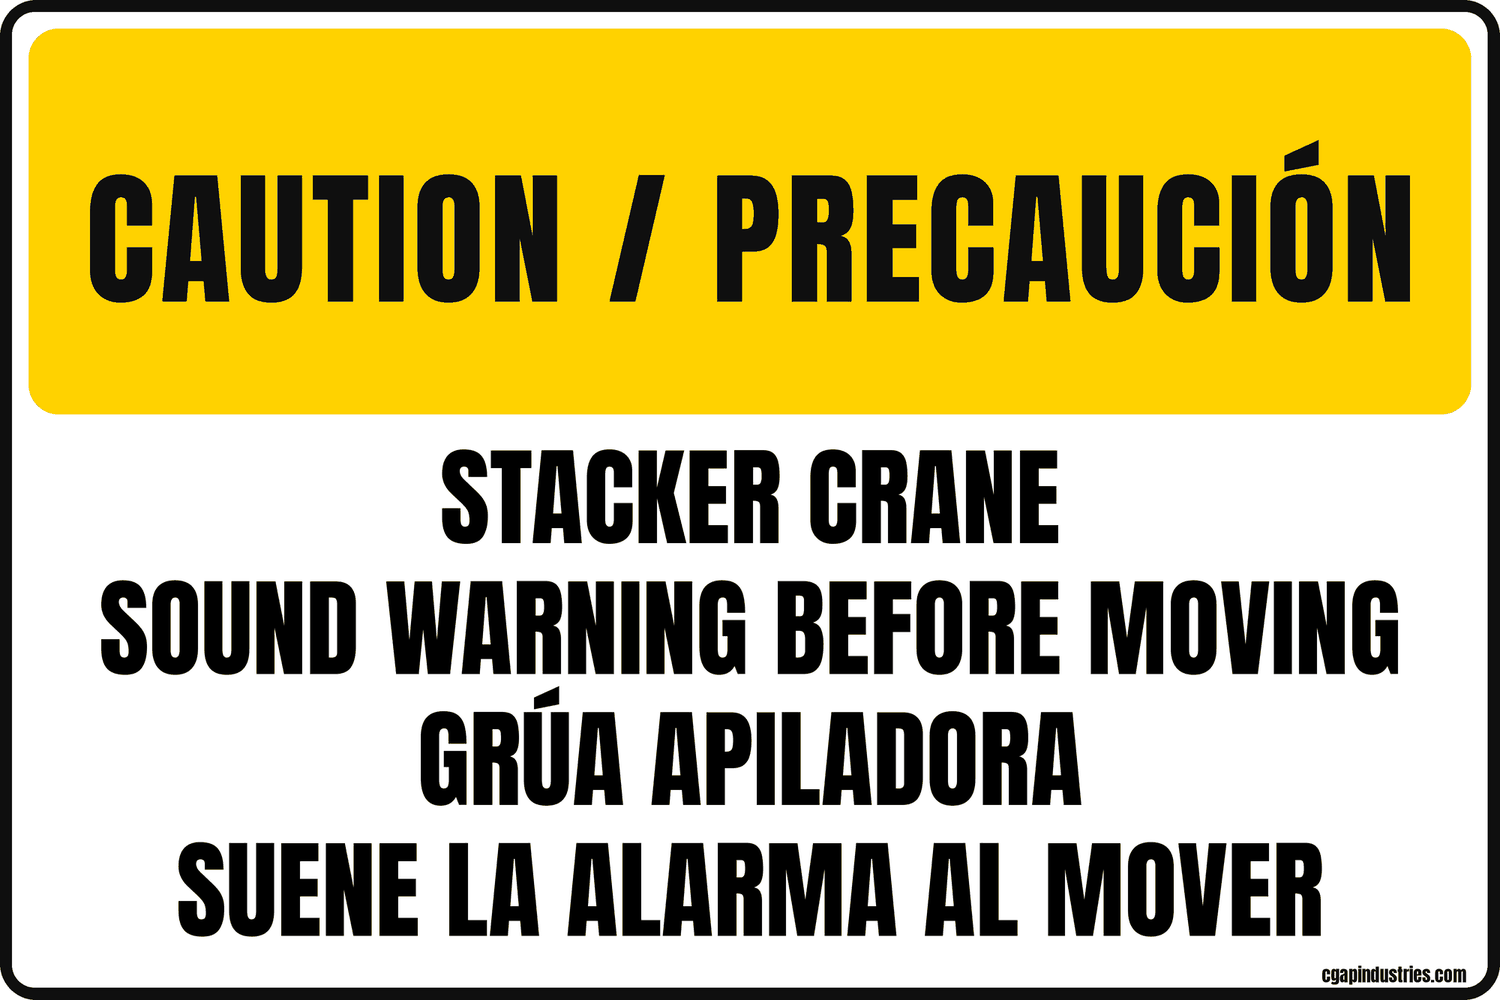 CAUTION / PRECAUCIÓN
STACKER CRANE
SOUND WARNING BEFORE MOVING
GRÚA APILADORA
SUENE LA ALARMA AL MOVER
cgapindustries.com